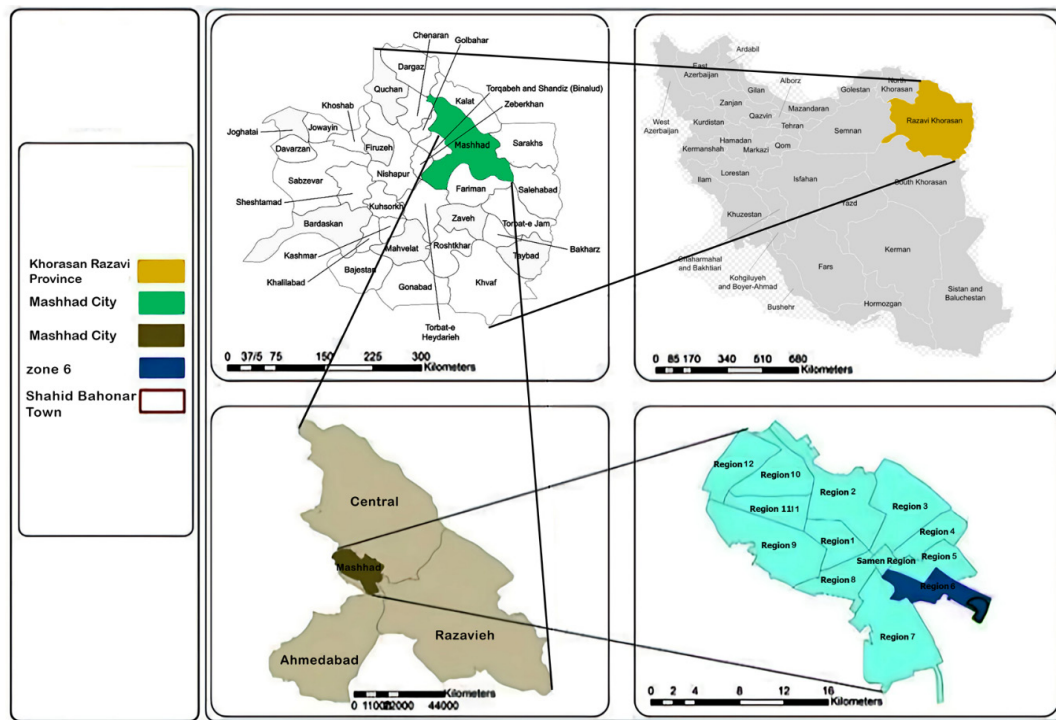 Khorasan Razavi
Province
Mashhad City
Mashhad City
zone 6
Shahid Bahonar
Town
Chenaran
Golbahar
Dargaz
Quchan
Torqabeh and Shandiz (Binalud)
Kalat
Zeberkhan
Khoshab
Joghatai
Jowayin
Davarzan
Firuzeh
Mashhad
Sarakhs
Nishapur
Sabzevar
Fariman
Salehabad
Sheshtamad
Kuhsorkh
Bardaskan
Zaveh
Torbat-e Jam
Kashmar
Mahvelat
Roshtkhar
Bakharz
Khalilabad
Bajestan
Taybad
Gonabad
Khvaf
Torbat-e
Heydarieh
0 37/5 75 150 225 300
Kilometers
Ardabil
East
Azerbaijan
North
Khorasan
Alborz
Gilan
Golestan
Zanjan
Qazvin
Mazandaran
Razavi Khorasan
West
Azerbaijan
Kurdistan
Tehran
Semnan
Hamadan
Kermanshah
Markazi
Qom
Lorestan
Ilam
Isfahan
South Khorasan
Yazd
Khuzestan
Chaharmahal
and Bakhtiari
Kerman
Fars
Kohgiluyeh
and Boyer-Ahmad
Sistan and
Baluchestan
Bushehr
Hormozgan
0 85 170 340 510 680
Kilometers
Central
Mashhad
Razavieh
Ahmedabad
Kilometers
0 44000
Region 12
Region 10
Region 2
Region 3
Region 11I1
Region 4
Region 9
Region1
Region 5
Samen Region
Region 8
Region 6
Region 7
Kilometers
0 2 4 8 12 16